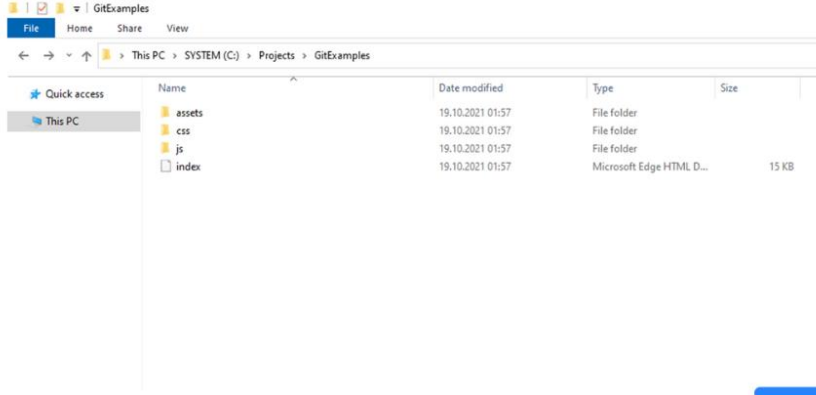 GitExamples
File Home Share View
This PC > SYSTEM (C:) > Projects > GitExamples
Name Date modified Type Size
Quick access
assets 19.10.2021 01:57 File folder
This PC
css 19.10.2021 01:57 File folder
js 19.10.2021 01:57 File folder
index 19.10.2021 01:57 Microsoft Edge HTML D... 15 KB